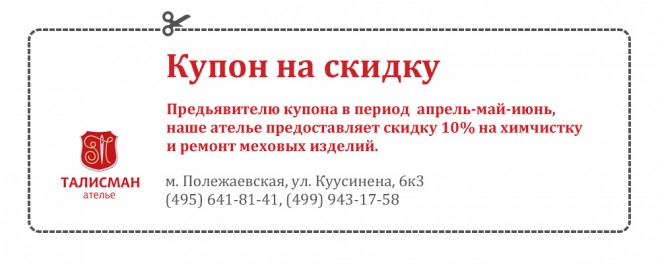 Купон на скидку
Предьявителю купона в период апрель-май-июнь,
наше ателье предоставляет скидку 10% на химчистку
и ремонт меховых изделий.
ТАЛИСМАН
ателье
м. Полежаевская, ул. Куусинена, 6к3
(495) 641-81-41, (499) 943-17-58